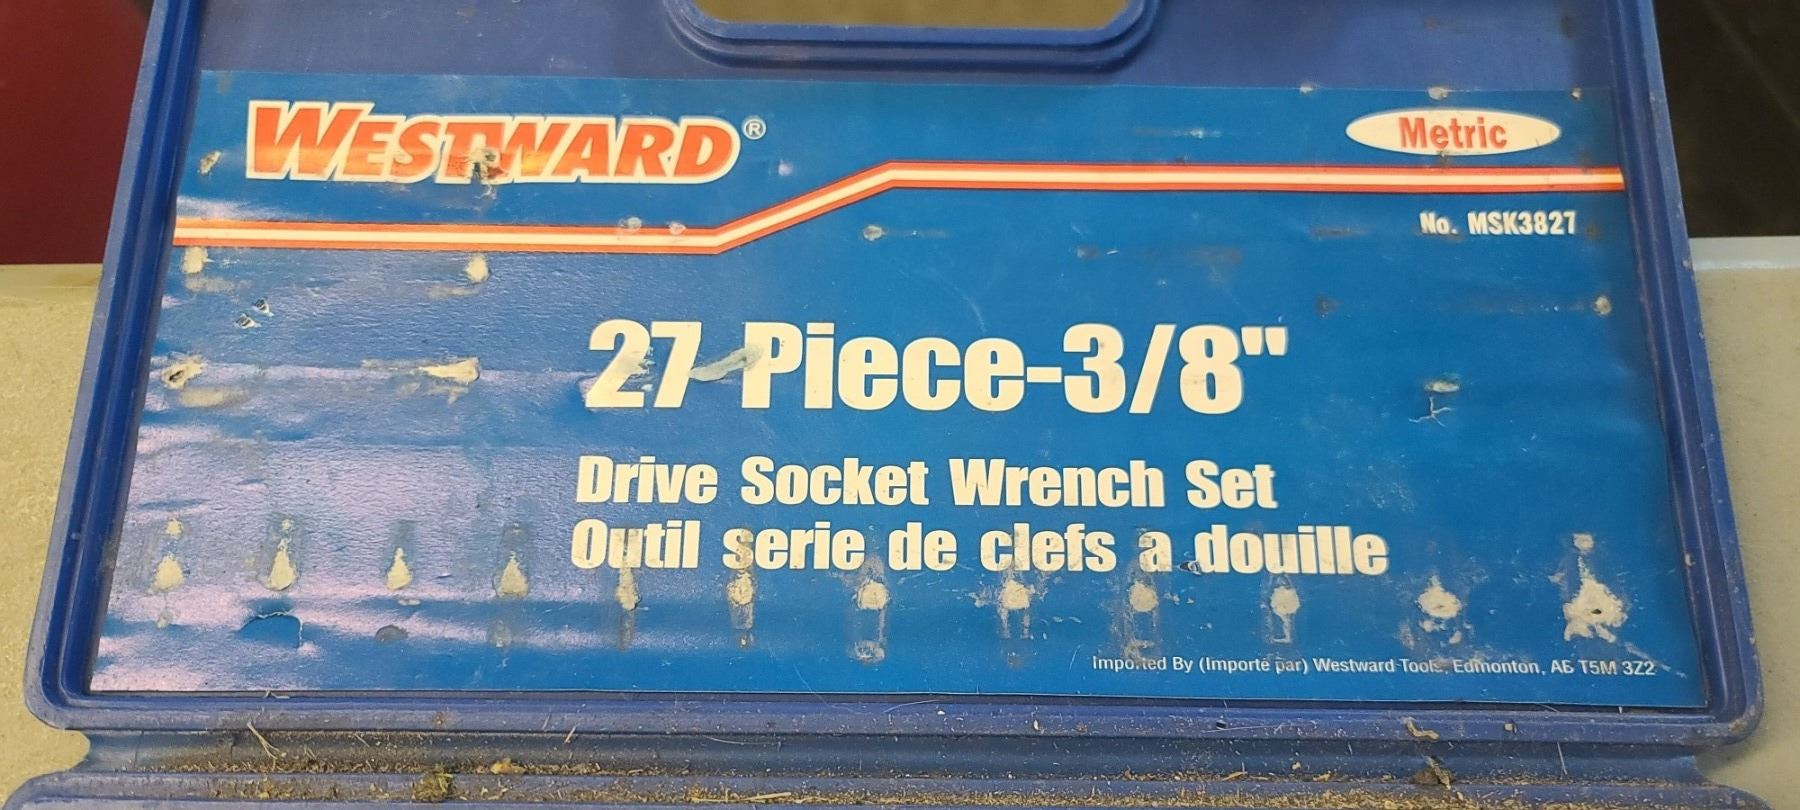 WESTWARD®
Metric
No. MSK3827
27 Piece-3/8"
Drive Socket Wrench Set
Outil serie de clefs a douille
Imported By (Importe par) Westward Tools, Edmonton, AB T5M 3Z2